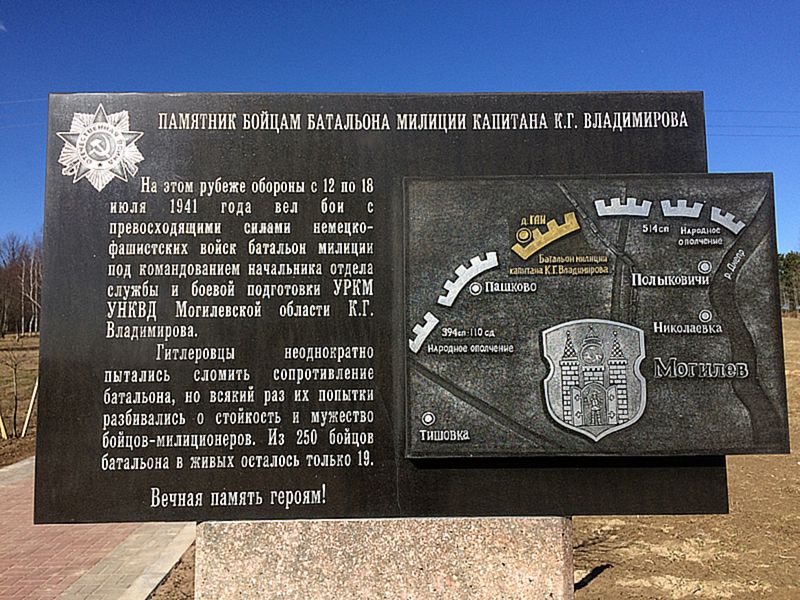 ПАМЯТНИК БОЙЦАМ БАТАЛЬОНА МИЛИЦИИ КАПИТАНА К.Г. ВЛАДИМИРОВА
На этом рубеже обороны с 12 по 18
июля 1941 года вел бои с
превосходящими силами немецко-
фашистских войск батальон милиции
под командованием начальника отдела
службы и боевой подготовки УРКМ
УНКВД Могилевской области К.Г.
Владимирова.
Гитлеровцы неоднократно
пытались сломить сопротивление
батальона, но всякий раз их попытки
разбивались о стойкость и мужество
бойцов-милиционеров. Из 250 бойцов
батальона в живых осталось только 19.
Вечная память героям!
д. ГАИ
Батальон милиции
капитана К.Г. Владимирова
514 сп
Народное
ополчение
р. Днепр
Полыковичи
Пашково
Николаевка
394 сп 110 сд
Народное ополчение
Могилев
Тишовка